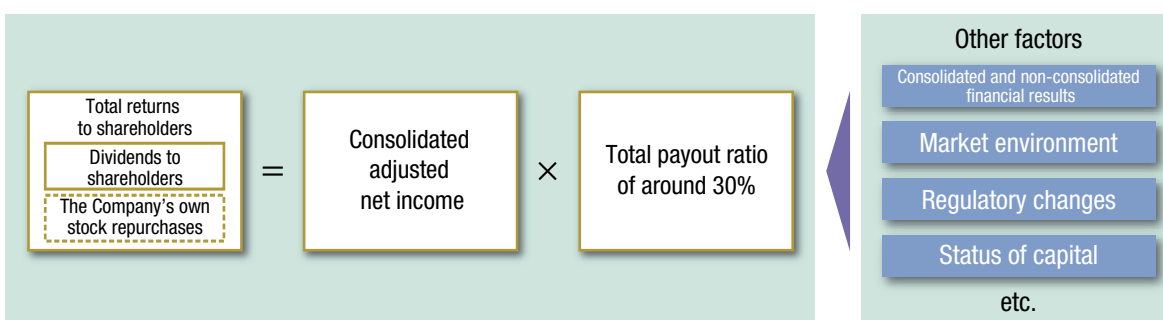 Total returns
to shareholders
Dividends to
shareholders
The Company's own
stock repurchases
=
Consolidated
adjusted
net income
×
Total payout ratio
of around 30%
Other factors
Consolidated and non-consolidated
financial results
Market environment
Regulatory changes
Status of capital
etc.